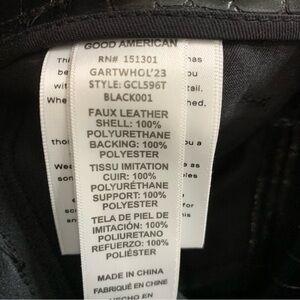 GOOD AMERICAN
RN# 151301
GARTWHOL'23
STYLE: GCL596T
BLACK001
FAUX LEATHER
SHELL: 100%
POLYURETHANE
BACKING: 100%
POLYESTER
TISSU IMITATION
CUIR: 100%
POLYURÉTHANE
SUPPORT: 100%
POLYESTER
TELA DE PIEL DE
IMITACIÓN: 100%
POLIURETANO
REFUERZO: 100%
POLIÉSTER
MADE IN CHINA
FABRIQUÉ EN CHINE
HECHO EN